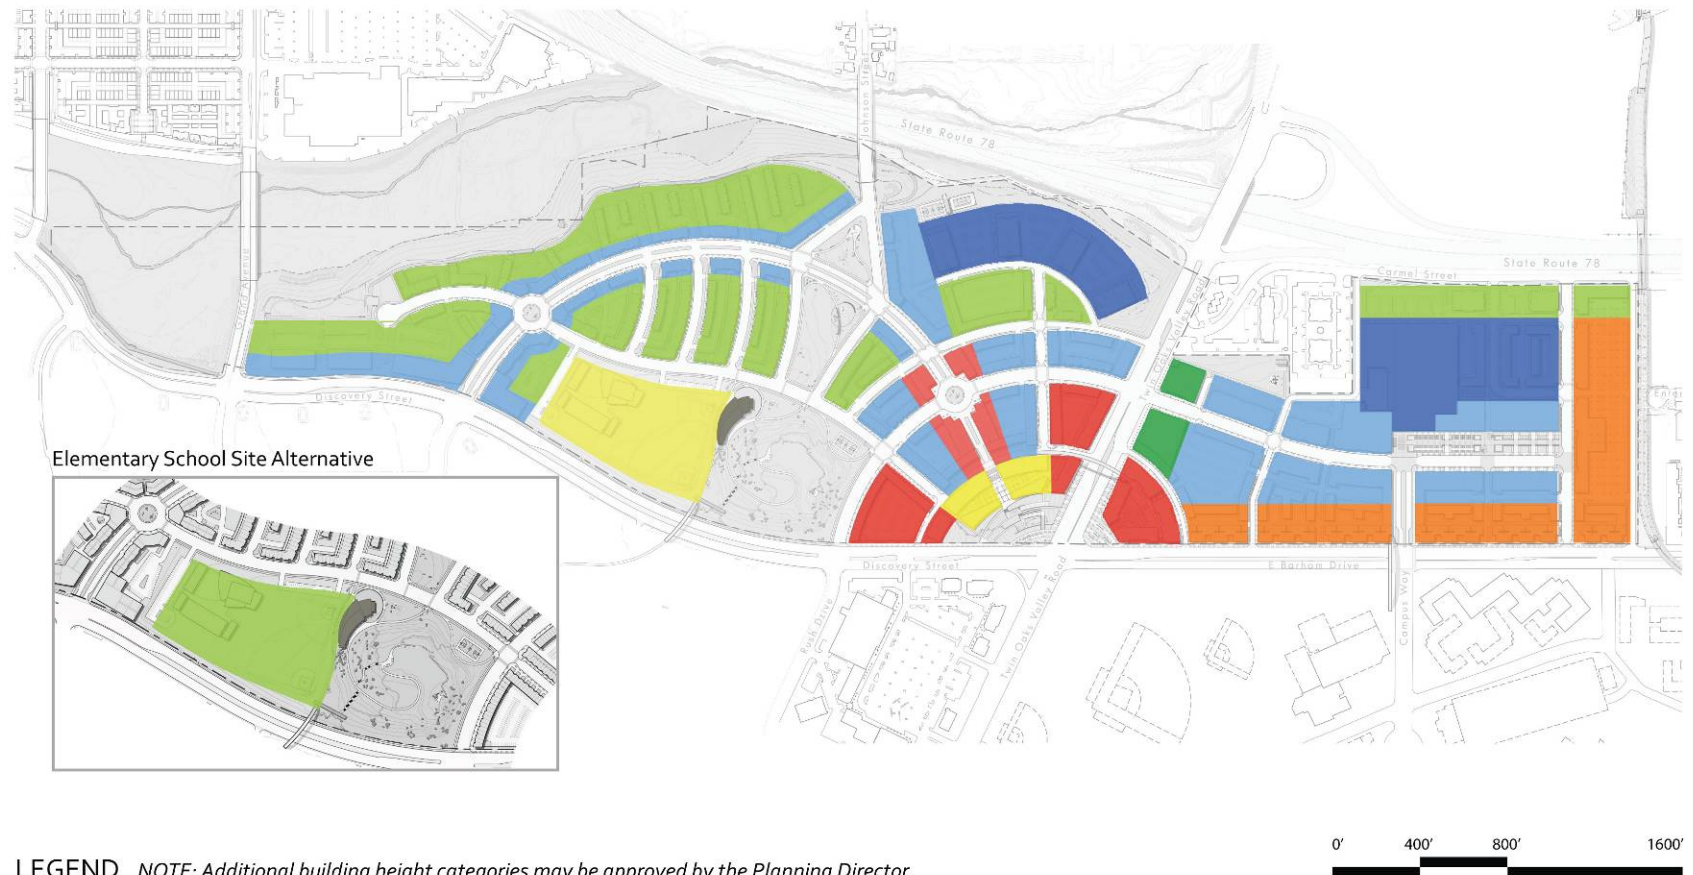 Johnson Street
State Route 78
State Route 78
Carmel Street
Discovery Street
Elementary School Site Alternative
Discovery Street
E Barham Drive
Rush Drive
Twin Oaks Valley Road
Campus Way
0' 400' 800' 1600'
LEGEND NOTE: Additional building height categories may be approved by the Planning Director